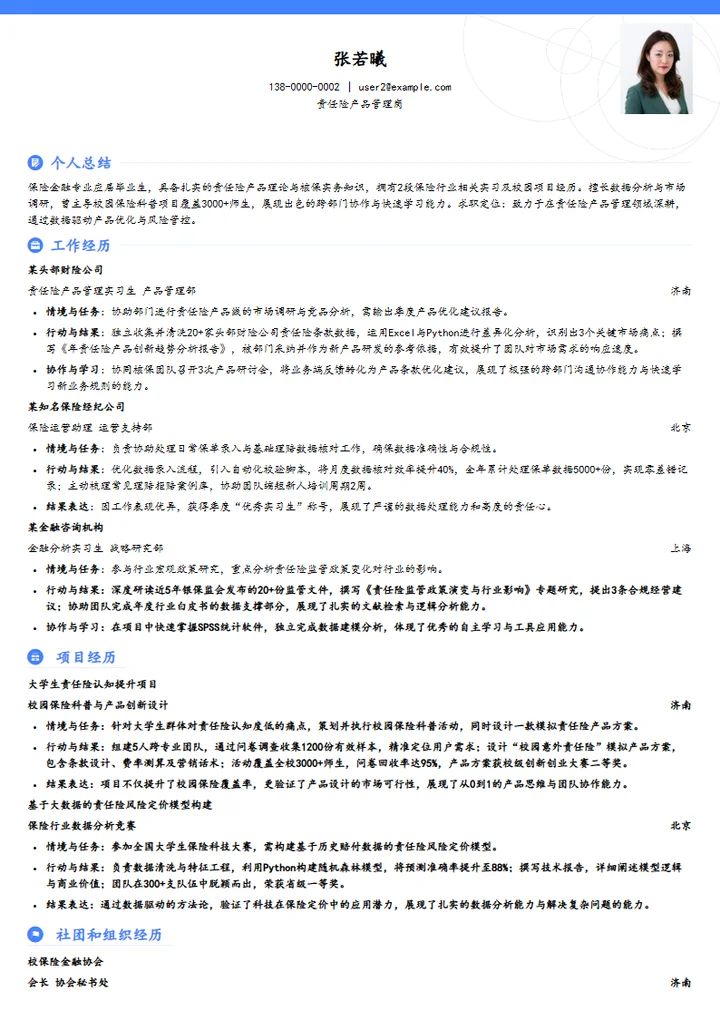 张若曦
138-0000-0002 | user2@example.com
责任险产品管理岗
个人总结
保险金融专业应届毕业生，具备扎实的责任险产品理论与核保实务知识，拥有2段保险行业相关实习及校园项目经历。擅长数据分析与市场
调研，曾主导校园保险科普项目覆盖3000+师生，展现出色的跨部门协作与快速学习能力。求职定位：致力于在责任险产品管理领域深耕，
通过数据驱动产品优化与风险管控。
工作经历
某头部财险公司
责任险产品管理实习生 产品管理部 济南
• 情境与任务：协助部门进行责任险产品线的市场调研与竞品分析，需输出季度产品优化建议报告。
• 行动与结果：独立收集并清洗20+家头部财险公司责任险条款数据，运用Excel与Python进行差异化分析，识别出3个关键市场痛点；撰
写《年责任险产品创新趋势分析报告》，被部门采纳并作为新产品研发的参考依据，有效提升了团队对市场需求的响应速度。
• 协作与学习：协同核保团队召开3次产品研讨会，将业务端反馈转化为产品条款优化建议，展现了极强的跨部门沟通协作能力与快速学
习新业务规则的能力。
某知名保险经纪公司
保险运营助理 运营支持部 北京
• 情境与任务：负责协助处理日常保单录入与基础理赔数据核对工作，确保数据准确性与合规性。
• 行动与结果：优化数据录入流程，引入自动化校验脚本，将月度数据核对效率提升40%，全年累计处理保单数据5000+份，实现零差错记
录；主动梳理常见理赔报赔案例库，协助团队缩短新人培训周期2周。
• 结果表达：因工作表现优异，获得季度“优秀实习生”称号，展现了严谨的数据处理能力和高度的责任心。
某金融咨询机构
金融分析实习生 战略研究部 上海
• 情境与任务：参与行业宏观政策研究，重点分析责任险监管政策变化对行业的影响。
• 行动与结果：深度研读近5年银保监会发布的20+份监管文件，撰写《责任险监管政策演变与行业影响》专题研究，提出3条合规经营建
议；协助团队完成年度行业白皮书的数据支撑部分，展现了扎实的文献检索与逻辑分析能力。
• 协作与学习：在项目中快速掌握SPSS统计软件，独立完成数据建模分析，体现了优秀的自主学习与工具应用能力。
项目经历
大学生责任险认知提升项目
校园保险科普与产品创新设计 济南
• 情境与任务：针对大学生群体对责任险认知度低的痛点，策划并执行校园保险科普活动，同时设计一款模拟责任险产品方案。
• 行动与结果：组建5人跨专业团队，通过问卷调查收集1200份有效样本，精准定位用户需求；设计“校园意外责任险”模拟产品方案，
包含条款设计、费率测算及营销话术；活动覆盖全校3000+师生，问卷回收率达95%，产品方案获校级创新创业大赛二等奖。
• 结果表达：项目不仅提升了校园保险覆盖率，更验证了产品设计的市场可行性，展现了从0到1的产品思维与团队协作能力。
基于大数据的责任险风险定价模型构建
保险行业数据分析竞赛 北京
• 情境与任务：参加全国大学生保险科技大赛，需构建基于历史赔付数据的责任险风险定价模型。
• 行动与结果：负责数据清洗与特征工程，利用Python构建随机森林模型，将预测准确率提升至88%；撰写技术报告，详细阐述模型逻辑
与商业价值；团队在300+支队伍中脱颖而出，荣获省级一等奖。
• 结果表达：通过数据驱动的方法论，验证了科技在保险定价中的应用潜力，展现了扎实的数据分析能力与解决复杂问题的能力。
社团和组织经历
校保险金融协会
会长 协会秘书处 济南